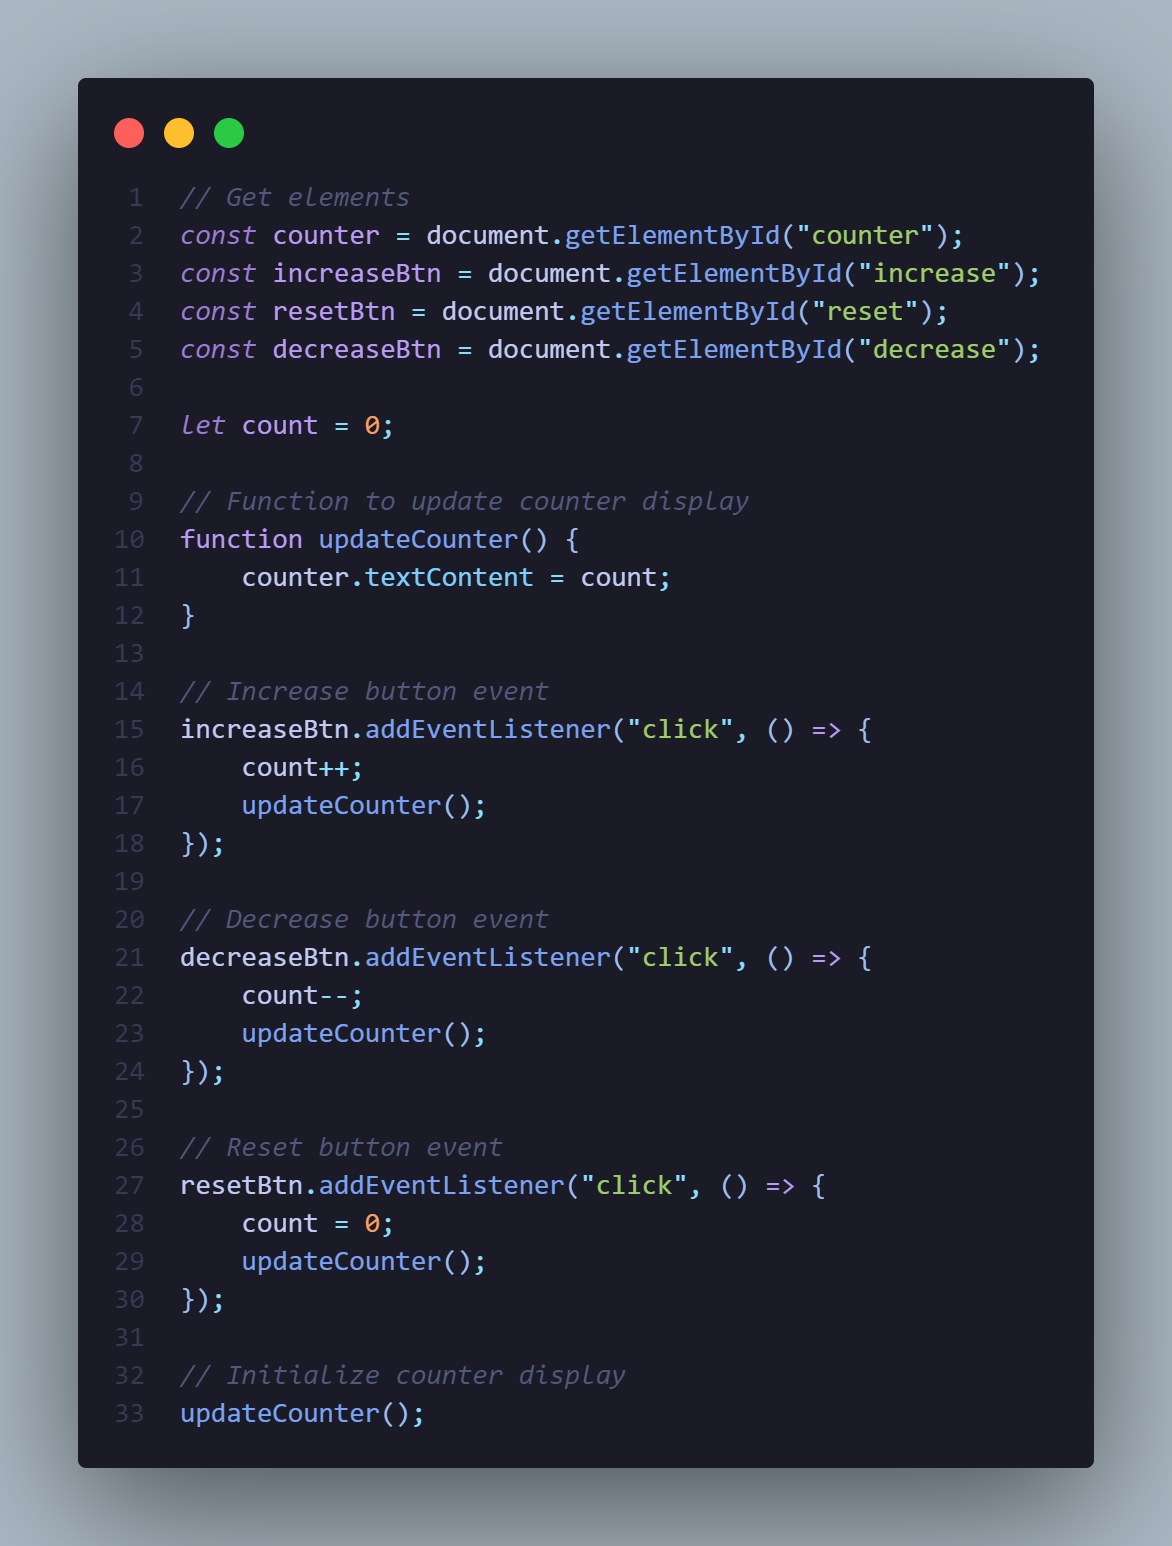 1 // Get elements
2 const counter = document.getElementById("counter");
3 const increaseBtn = document.getElementById("increase");
4 const resetBtn = document.getElementById("reset");
5 const decreaseBtn = document.getElementById("decrease");
6
7 let count = 0;
8
9 // Function to update counter display
10 function updateCounter() {
11     counter.textContent = count;
12 }
13
14 // Increase button event
15 increaseBtn.addEventListener("click", () => {
16     count++;
17     updateCounter();
18 });
19
20 // Decrease button event
21 decreaseBtn.addEventListener("click", () => {
22     count--;
23     updateCounter();
24 });
25
26 // Reset button event
27 resetBtn.addEventListener("click", () => {
28     count = 0;
29     updateCounter();
30 });
31
32 // Initialize counter display
33 updateCounter();